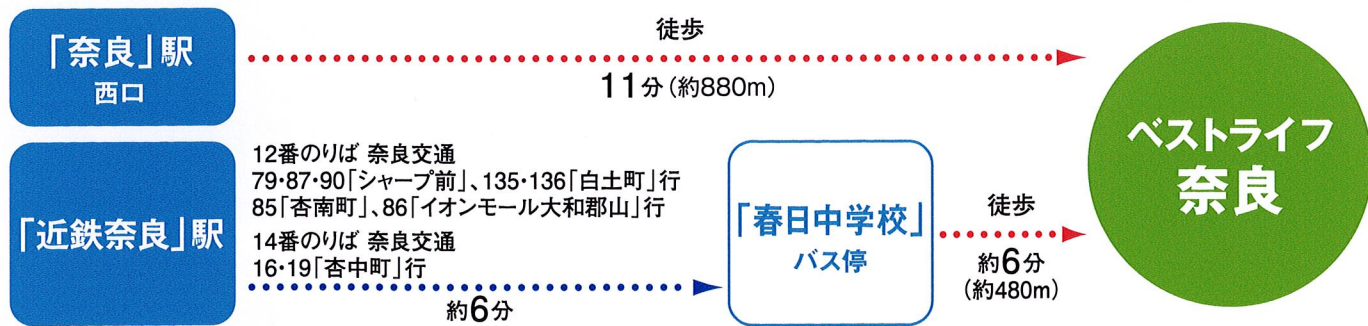 「奈良」駅
西口
徒歩
11分(約880m)
「近鉄奈良」駅
12番のりば 奈良交通
79・87・90「シャープ前」、135・136「白土町」行
85「杏南町」、86「イオンモール大和郡山」行
14番のりば 奈良交通
16・19「杏中町」行
約6分
「春日中学校」
バス停
徒歩
約6分
(約480m)
ベストライフ
奈良